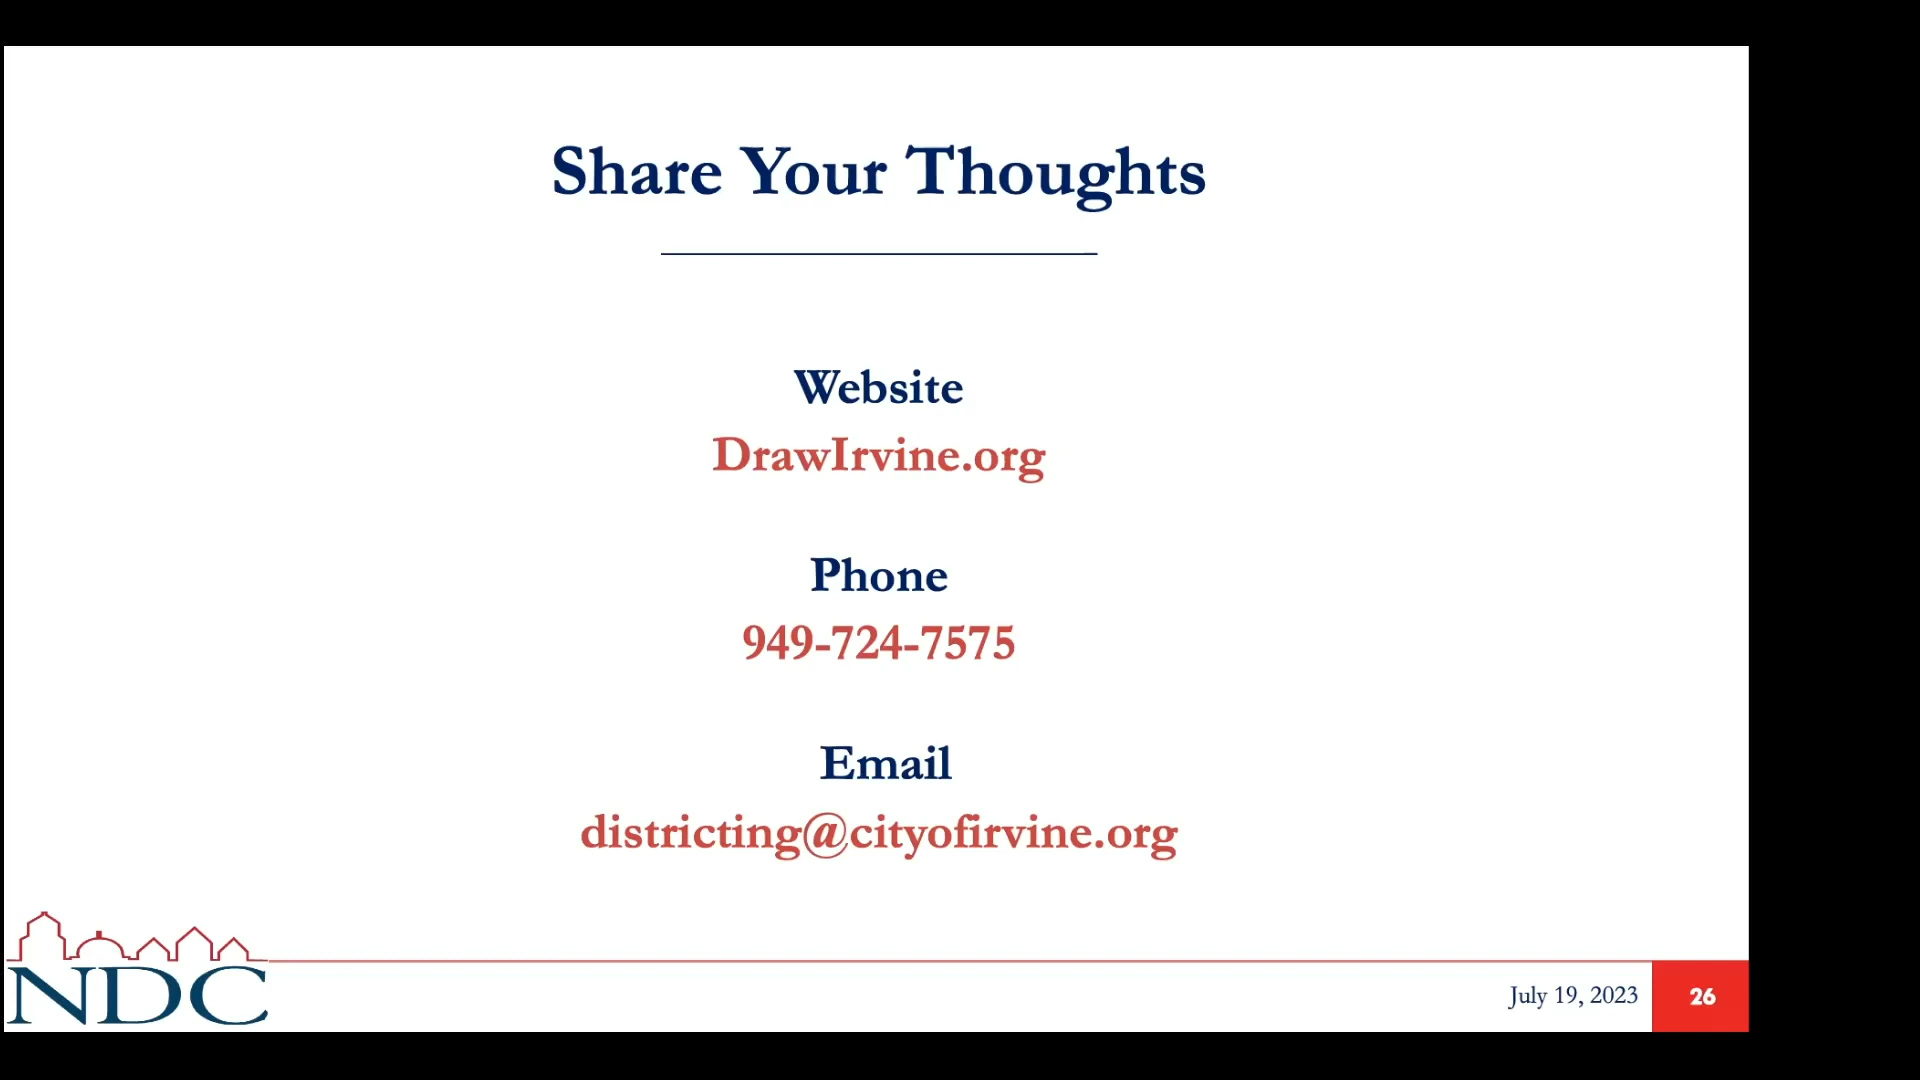 Share Your Thoughts
Website
DrawIrvine.org
Phone
949-724-7575
Email
districting@cityofirvine.org
NDC
July 19, 2023
26